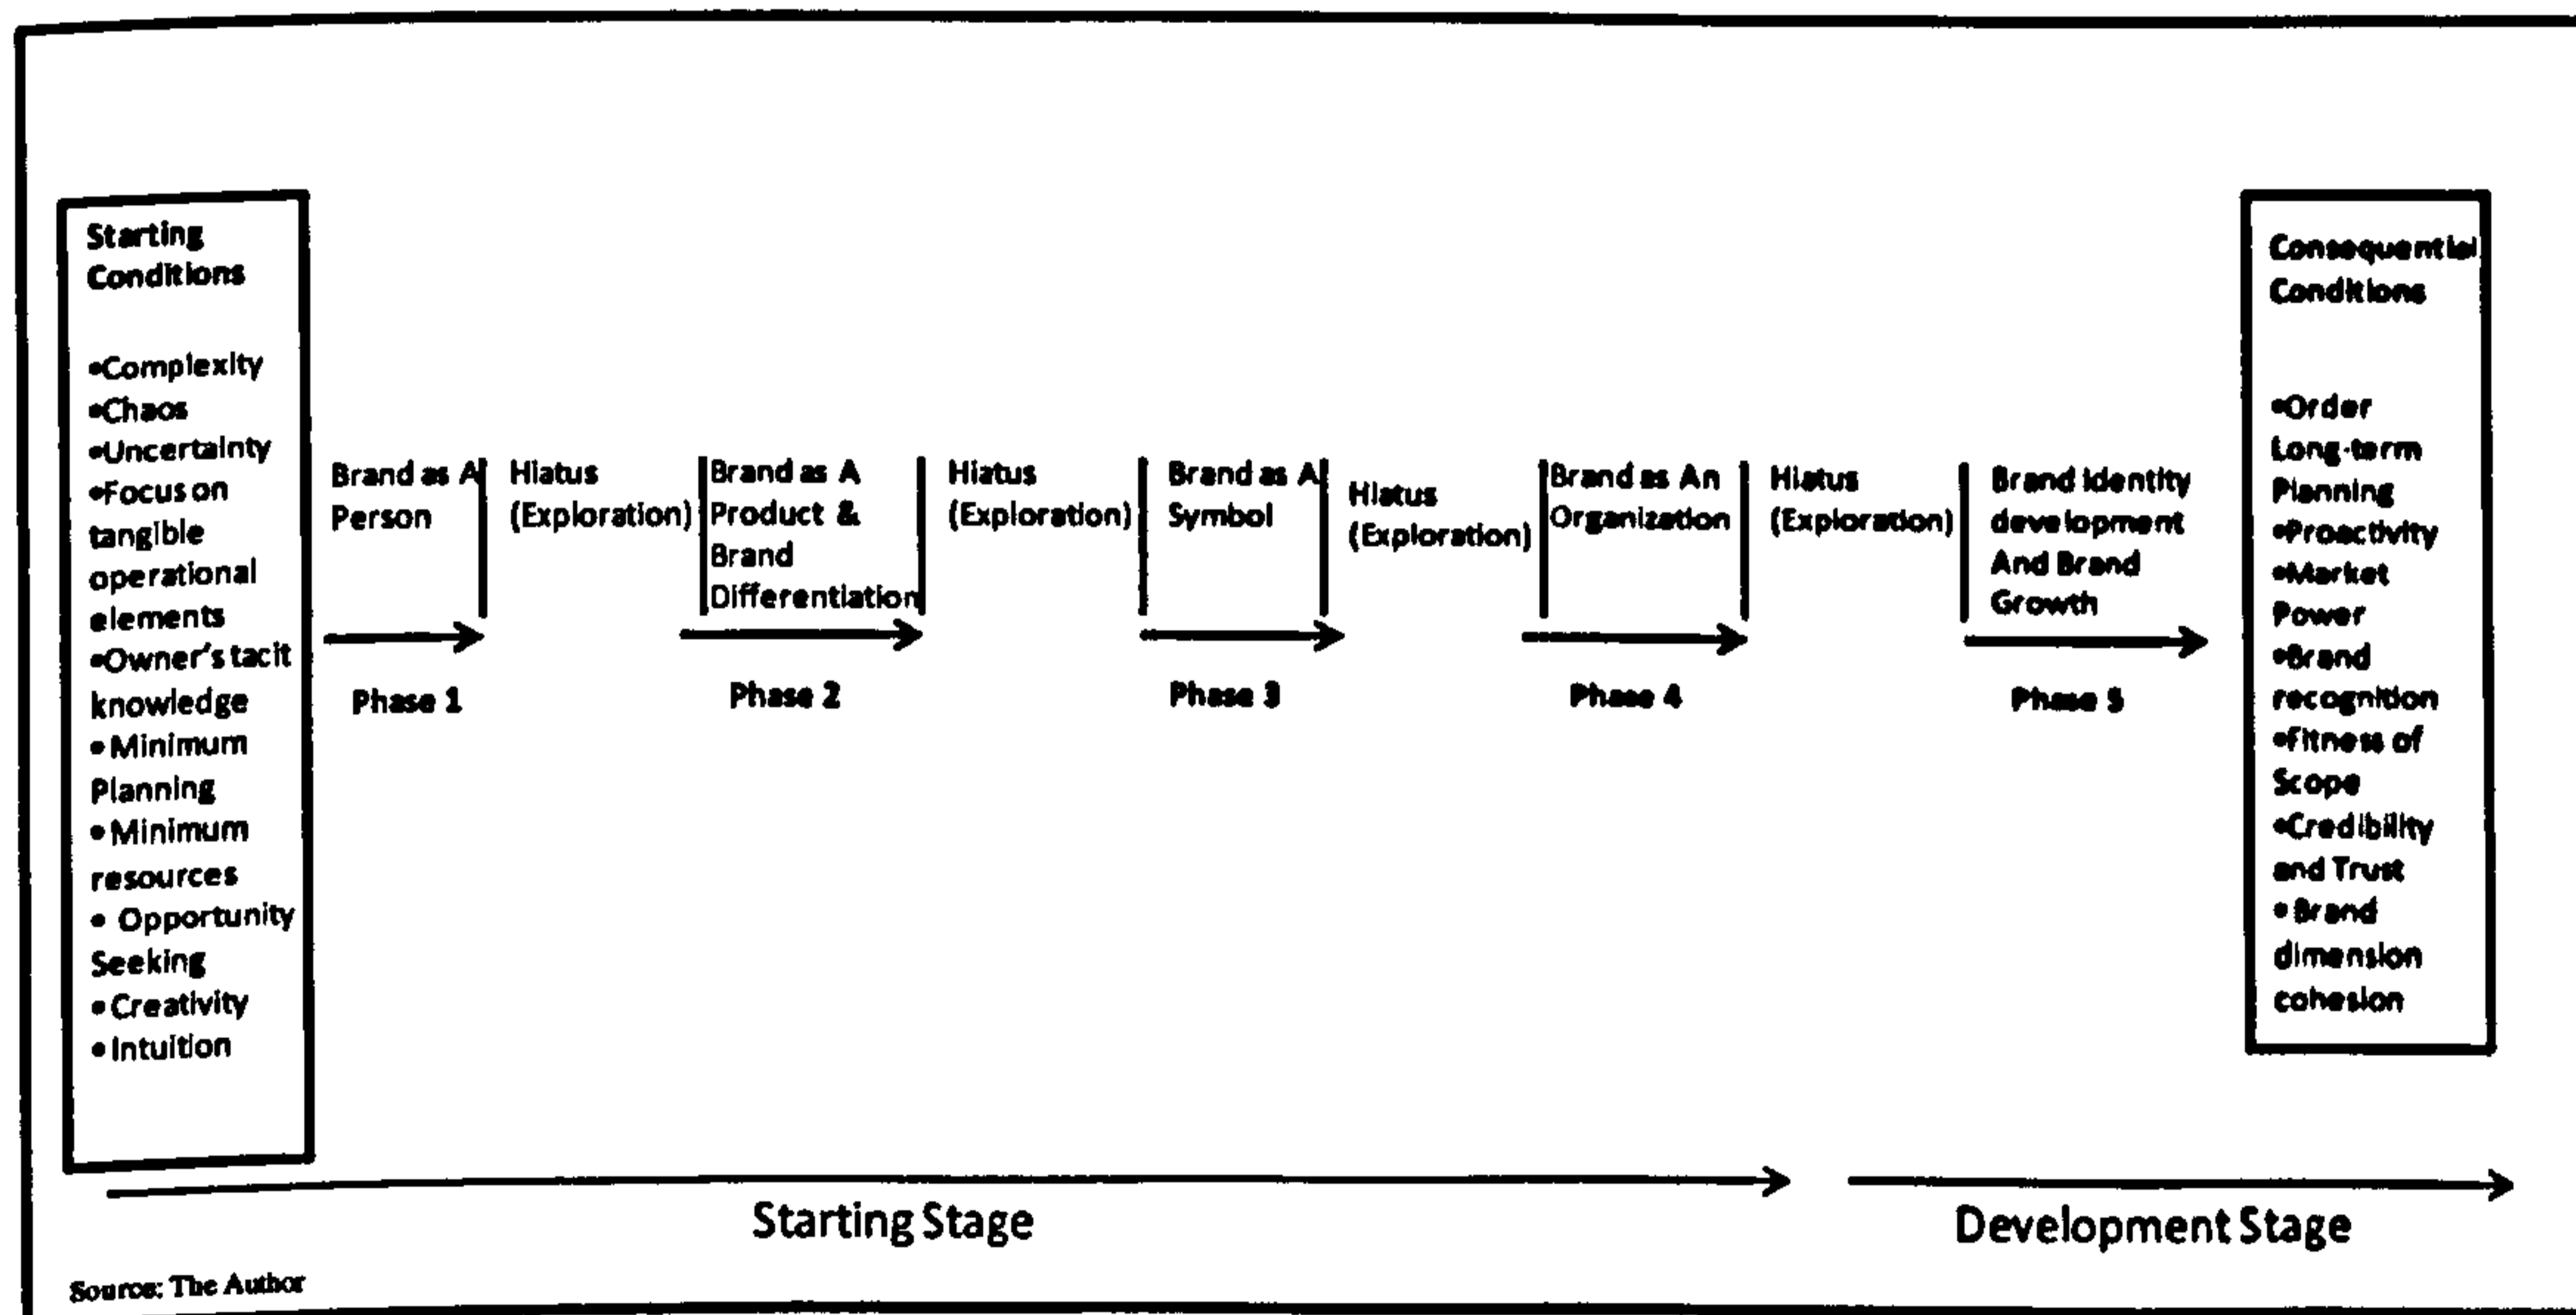 Starting
Conditions
•Complexity
•Chaos
•Uncertainty
•Focus on
tangible
operational
elements
•Owner's tacit
knowledge
• Minimum
Planning
• Minimum
resources
• Opportunity
Seeking
• Creativity
• Intuition
Brand as A
Person
Phase 1
Hiatus
(Exploration)
Brand as A
Product &
Brand
Differentiation
Phase 2
Hiatus
(Exploration)
Brand as A
Symbol
Phase 3
Hiatus
(Exploration)
Brand as An
Organization
Phase 4
Hiatus
(Exploration)
Brand Identity
development
And Brand
Growth
Phase 5
Consequential
Conditions
•Order
Long-term
Planning
•Proactivity
•Market
Power
•Brand
recognition
•Fitness of
Scope
•Credibility
and Trust
• Brand
dimension
cohesion
Starting Stage
Development Stage
Source: The Author